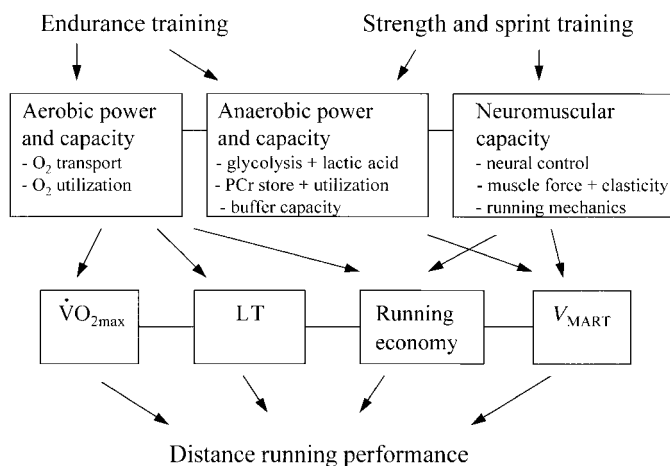 Endurance training
Strength and sprint training
Aerobic power
and capacity
- O₂ transport
- O₂ utilization
Anaerobic power
and capacity
- glycolysis + lactic acid
- PCr store + utilization
- buffer capacity
Neuromuscular
capacity
- neural control
- muscle force + elasticity
- running mechanics
V̇O₂max
LT
Running
economy
V_MART
Distance running performance